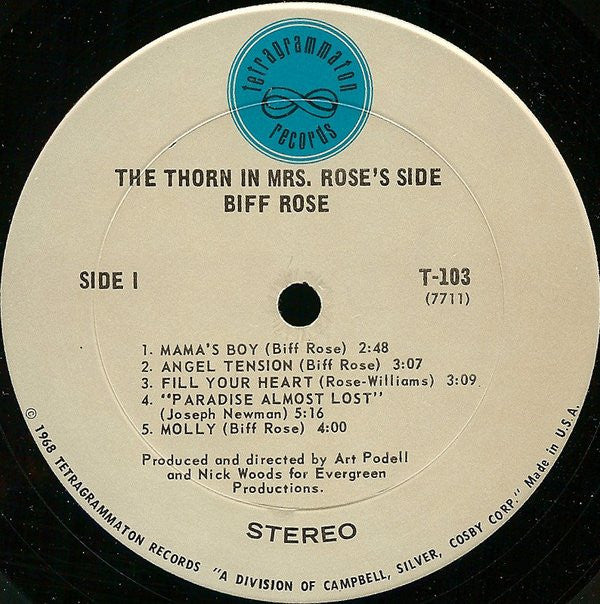 tetragrammaton
records
THE THORN IN MRS. ROSE'S SIDE
BIFF ROSE
SIDE I
T-103
(7711)
1. MAMA'S BOY (Biff Rose) 2:48
2. ANGEL TENSION (Biff Rose) 3:07
3. FILL YOUR HEART (Rose-Williams) 3:09
4. "PARADISE ALMOST LOST"
(Joseph Newman) 5:16
5. MOLLY (Biff Rose) 4:00
Produced and directed by Art Podell
and Nick Woods for Evergreen
Productions.
STEREO
© 1968 TETRAGRAMMATON RECORDS "A DIVISION OF CAMPBELL, SILVER, COSBY CORP." Made in U.S.A.